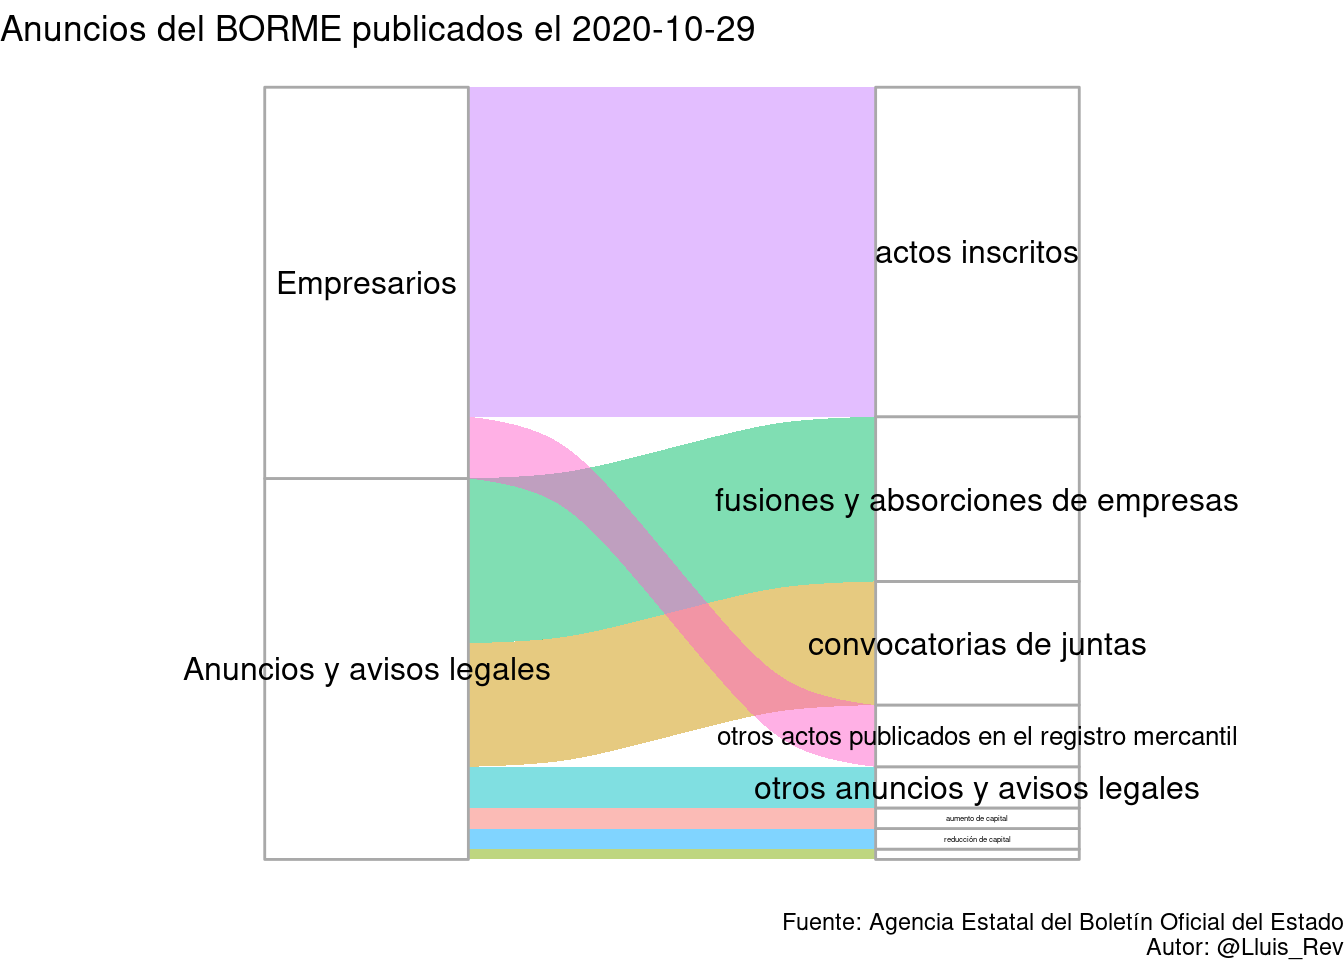 Anuncios del BORME publicados el 2020-10-29
Empresarios
actos inscritos
fusiones y absorciones de empresas
convocatorias de juntas
Anuncios y avisos legales
otros actos publicados en el registro mercantil
otros anuncios y avisos legales
aumento de capital
reducción de capital
Fuente: Agencia Estatal del Boletín Oficial del Estado
Autor: @Lluis_Rev